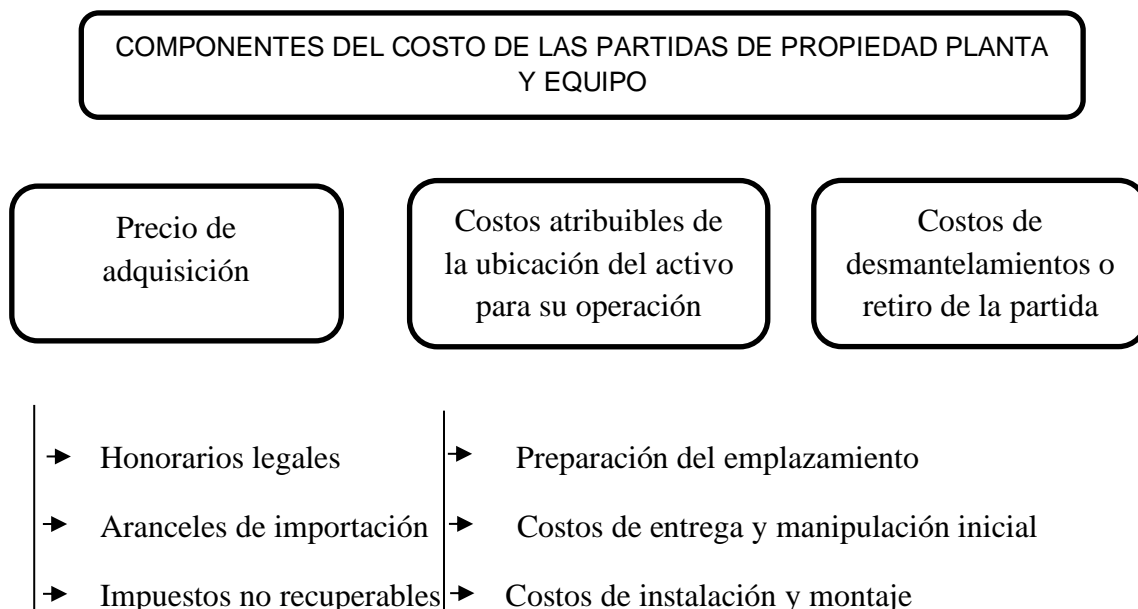 COMPONENTES DEL COSTO DE LAS PARTIDAS DE PROPIEDAD PLANTA
Y EQUIPO
Precio de
adquisición
Costos atribuibles de
la ubicación del activo
para su operación
Costos de
desmantelamientos o
retiro de la partida
Honorarios legales
Aranceles de importación
Impuestos no recuperables
Preparación del emplazamiento
Costos de entrega y manipulación inicial
Costos de instalación y montaje